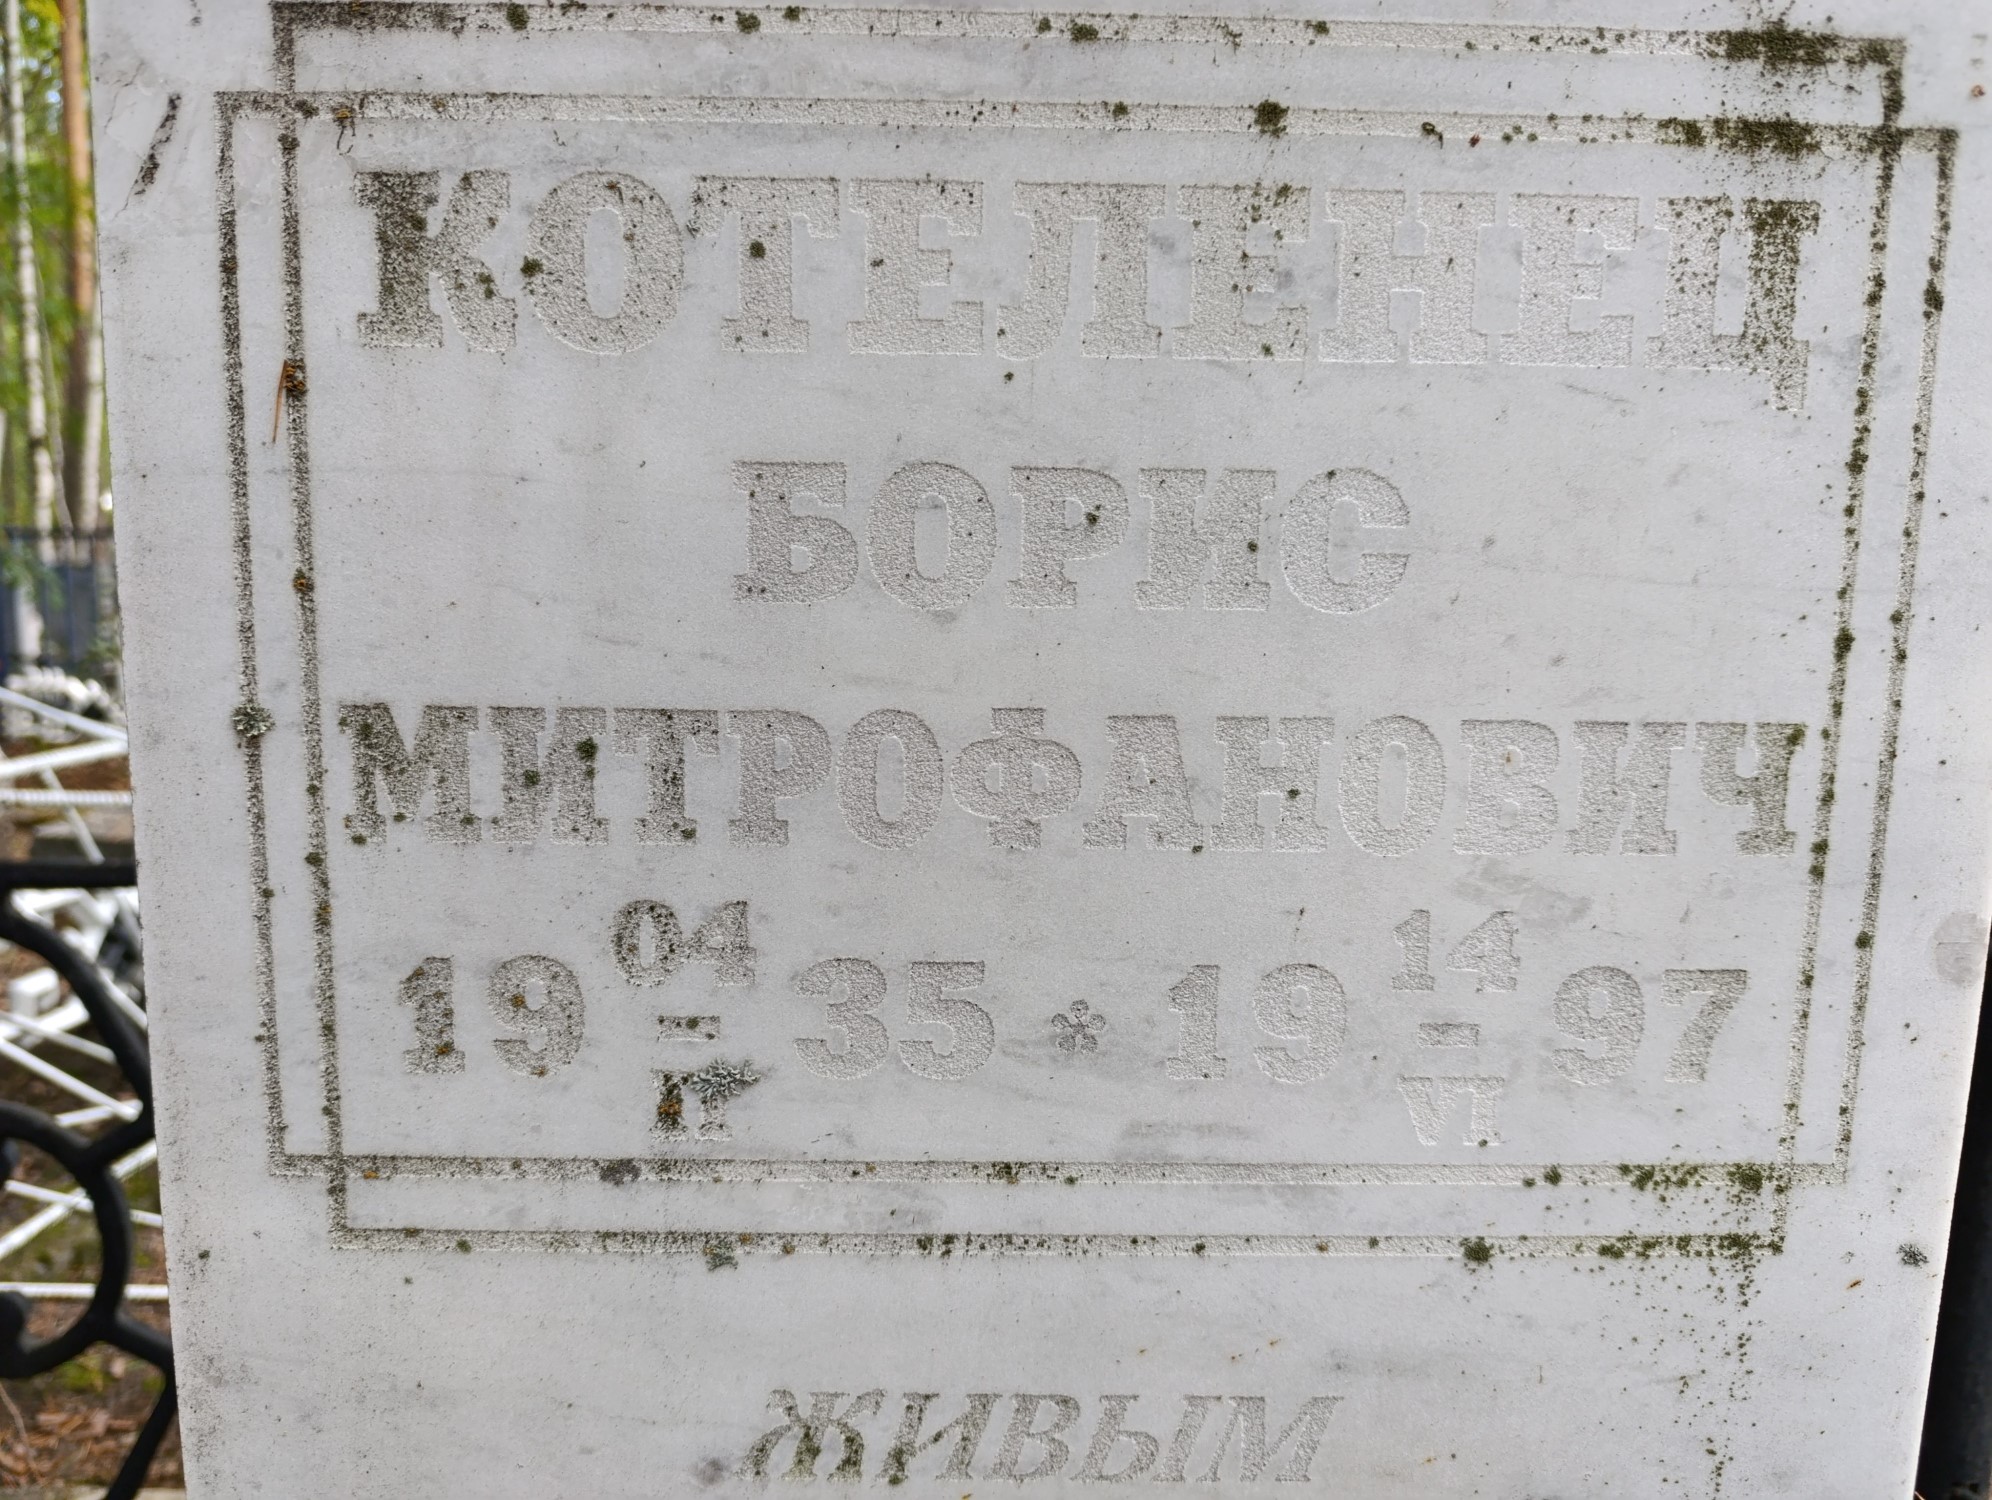 КОТЕЛЕНЕЦ
БОРИС
МИТРОФАНОВИЧ
19 04 - II 35 * 19 14 - VI 97
ЖИВЫМ